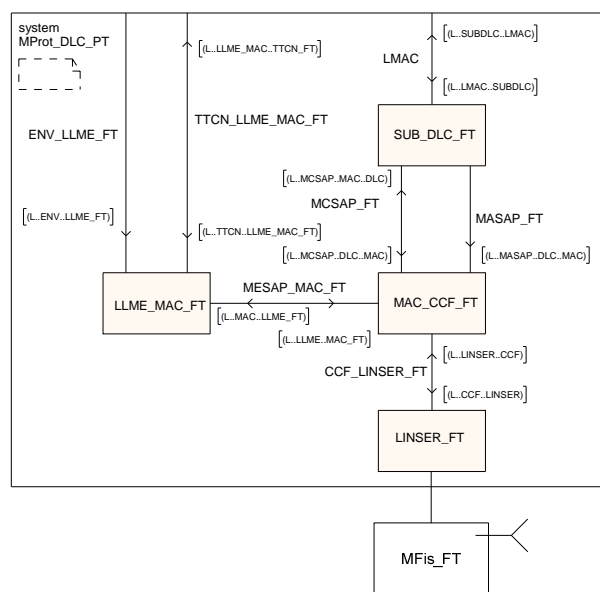 system
MProt_DLC_PT
[(L..LLME_MAC..TTCN_FT)]
[(L..SUBDLC..LMAC)]
LMAC
[(L..LMAC..SUBDLC)]
ENV_LLME_FT
TTCN_LLME_MAC_FT
SUB_DLC_FT
[(L..MCSAP..MAC..DLC)]
MCSAP_FT
MASAP_FT
[(L..ENV..LLME_FT)]
[(L..TTCN..LLME_MAC_FT)]
[(L..MCSAP..DLC..MAC)]
[(L..MASAP..DLC..MAC)]
LLME_MAC_FT
MESAP_MAC_FT
MAC_CCF_FT
[(L..MAC..LLME_FT)]
[(L..LLME..MAC_FT)]
[(L..LINSER..CCF)]
CCF_LINSER_FT
[(L..CCF..LINSER)]
LINSER_FT
MFis_FT